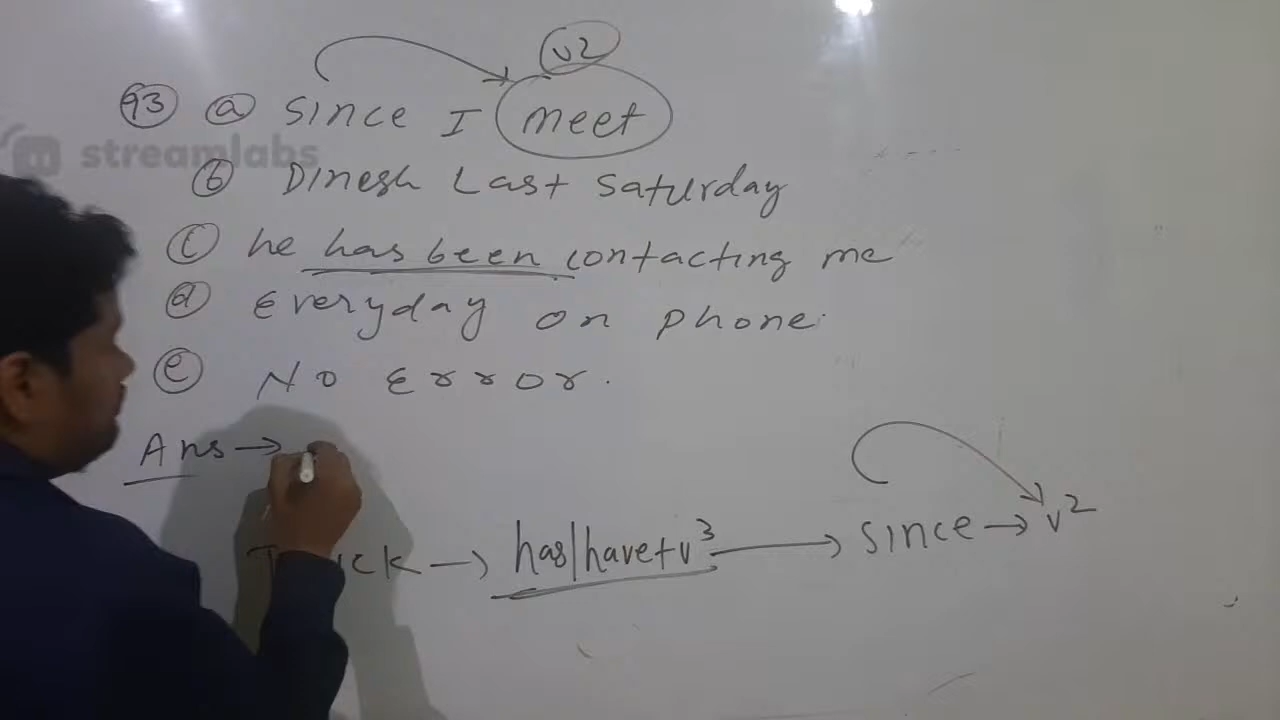 v2
93 a Since I meet
streamlabs
b Dinesh Last Saturday
c he has been contacting me
d Everyday on phone.
e No Error.
Ans →
→ has/have+v³ → Since → v²